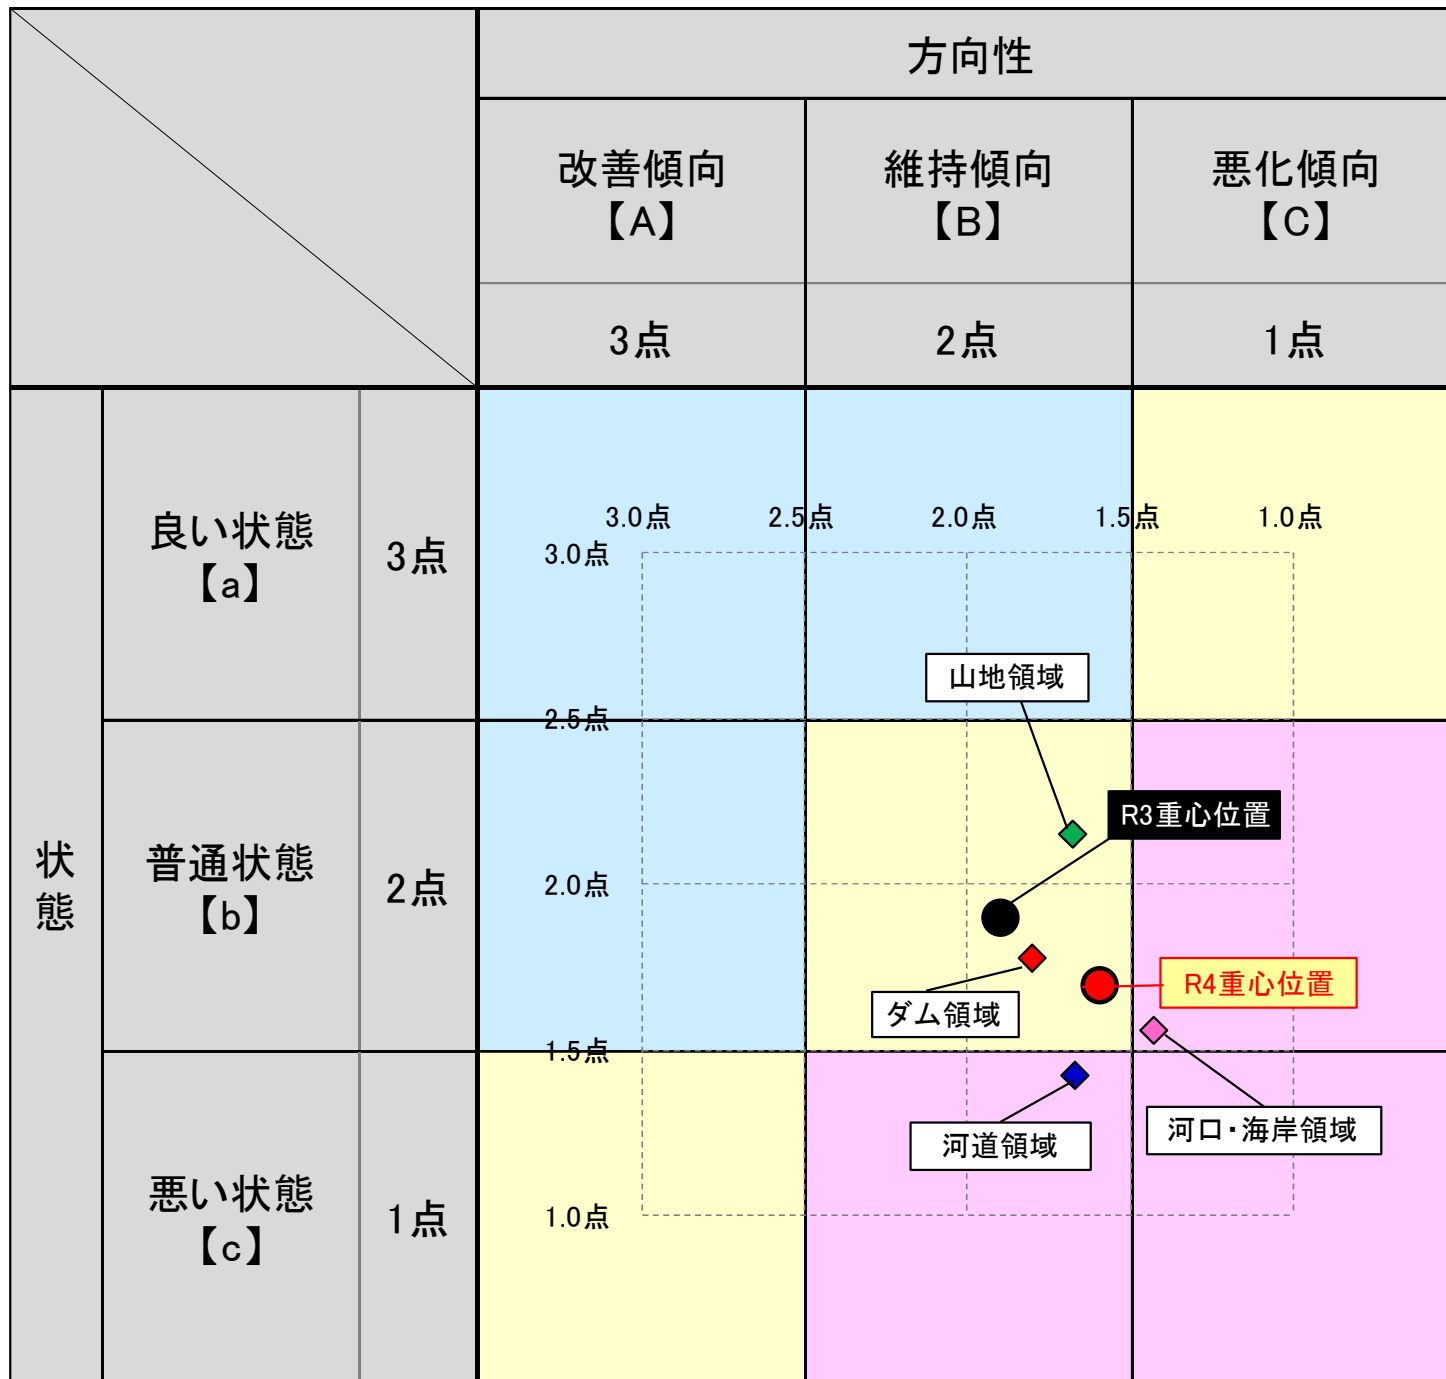 方向性
改善傾向
【A】
維持傾向
【B】
悪化傾向
【C】
3点
2点
1点
状態
良い状態
【a】
3点
普通状態
【b】
2点
悪い状態
【c】
1点
3.0点
2.5点
2.0点
1.5点
1.0点
3.0点
2.5点
2.0点
1.5点
1.0点
山地領域
R3重心位置
ダム領域
R4重心位置
河道領域
河口・海岸領域